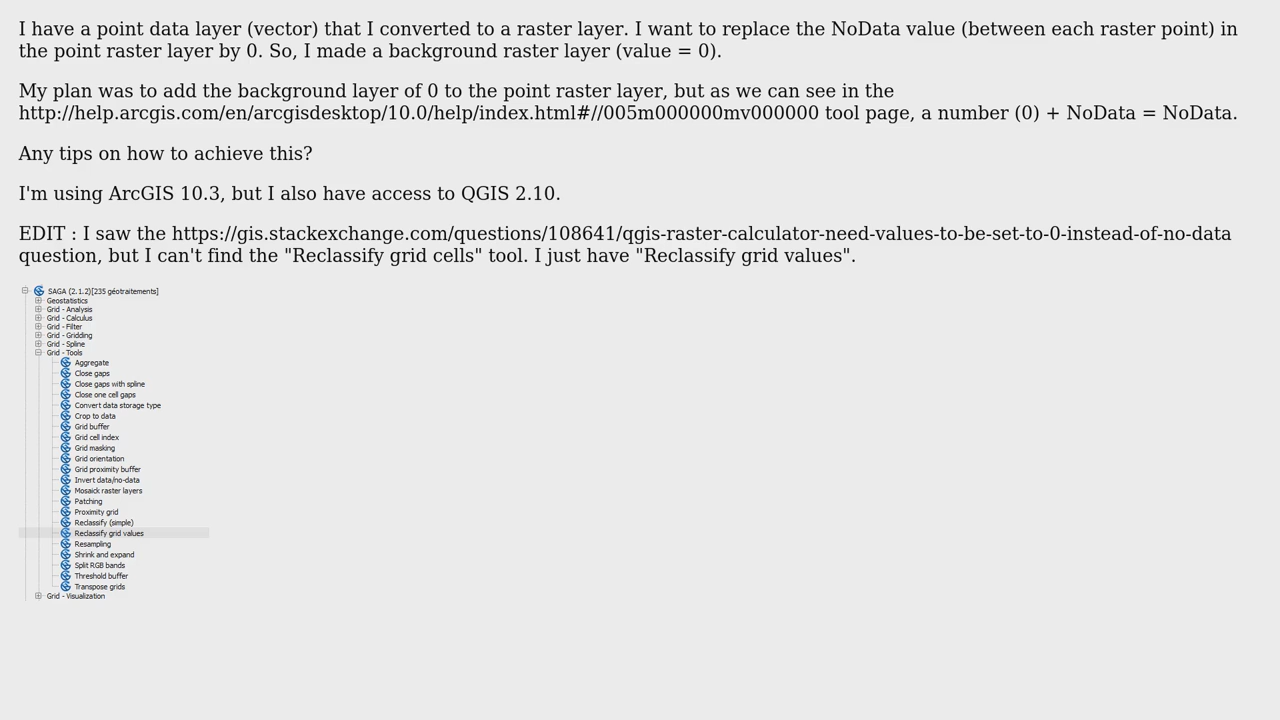 I have a point data layer (vector) that I converted to a raster layer. I want to replace the NoData value (between each raster point) in
the point raster layer by 0. So, I made a background raster layer (value = 0).
My plan was to add the background layer of 0 to the point raster layer, but as we can see in the
http://help.arcgis.com/en/arcgisdesktop/10.0/help/index.html#//005m000000mv000000 tool page, a number (0) + NoData = NoData.
Any tips on how to achieve this?
I'm using ArcGIS 10.3, but I also have access to QGIS 2.10.
EDIT : I saw the https://gis.stackexchange.com/questions/108641/qgis-raster-calculator-need-values-to-be-set-to-0-instead-of-no-data
question, but I can't find the "Reclassify grid cells" tool. I just have "Reclassify grid values".
SAGA (2.1.2)[235 géotraitements]
Geostatistics
Grid - Analysis
Grid - Calculus
Grid - Filter
Grid - Gridding
Grid - Spline
Grid - Tools
Aggregate
Close gaps
Close gaps with spline
Close one cell gaps
Convert data storage type
Crop to data
Grid buffer
Grid cell index
Grid masking
Grid orientation
Grid proximity buffer
Invert data/no-data
Mosaick raster layers
Patching
Proximity grid
Reclassify (simple)
Reclassify grid values
Resampling
Shrink and expand
Split RGB bands
Threshold buffer
Transpose grids
Grid - Visualization